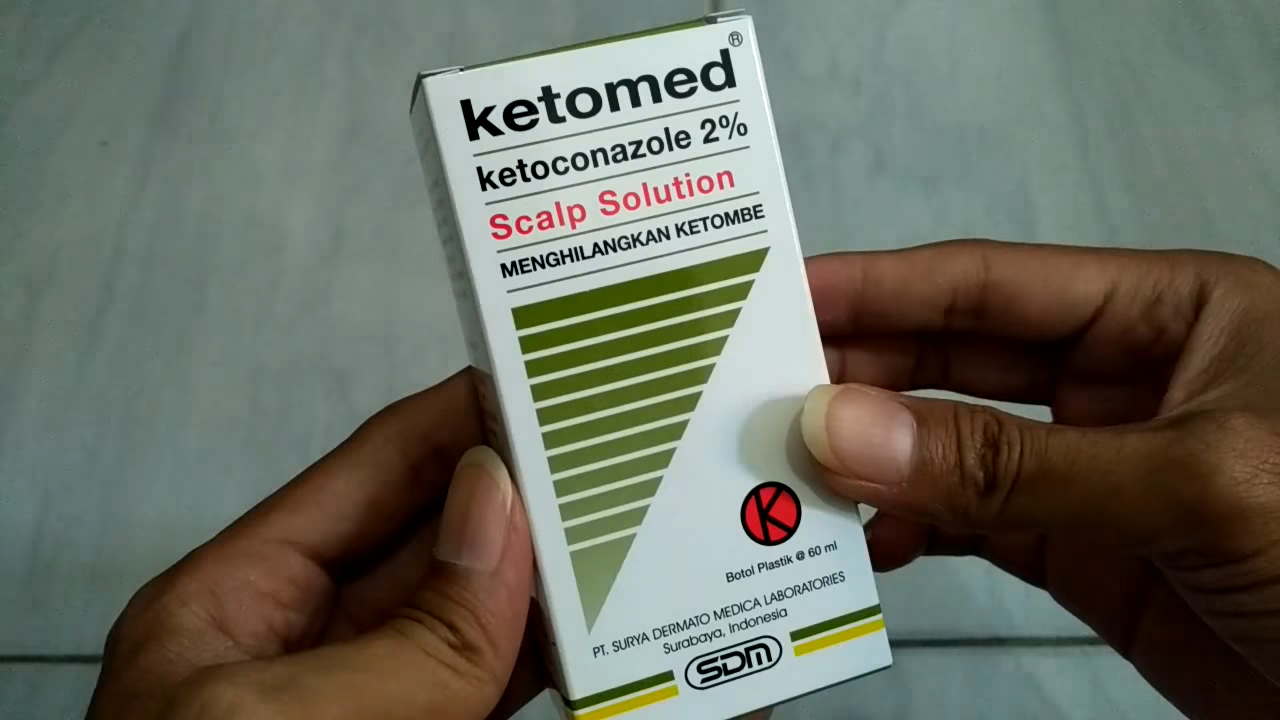 ketomed®
ketoconazole 2%
Scalp Solution
MENGHILANGKAN KETOMBE
K
Botol Plastik @ 60 ml
PT. SURYA DERMATO MEDICA LABORATORIES
Surabaya, Indonesia
SDM